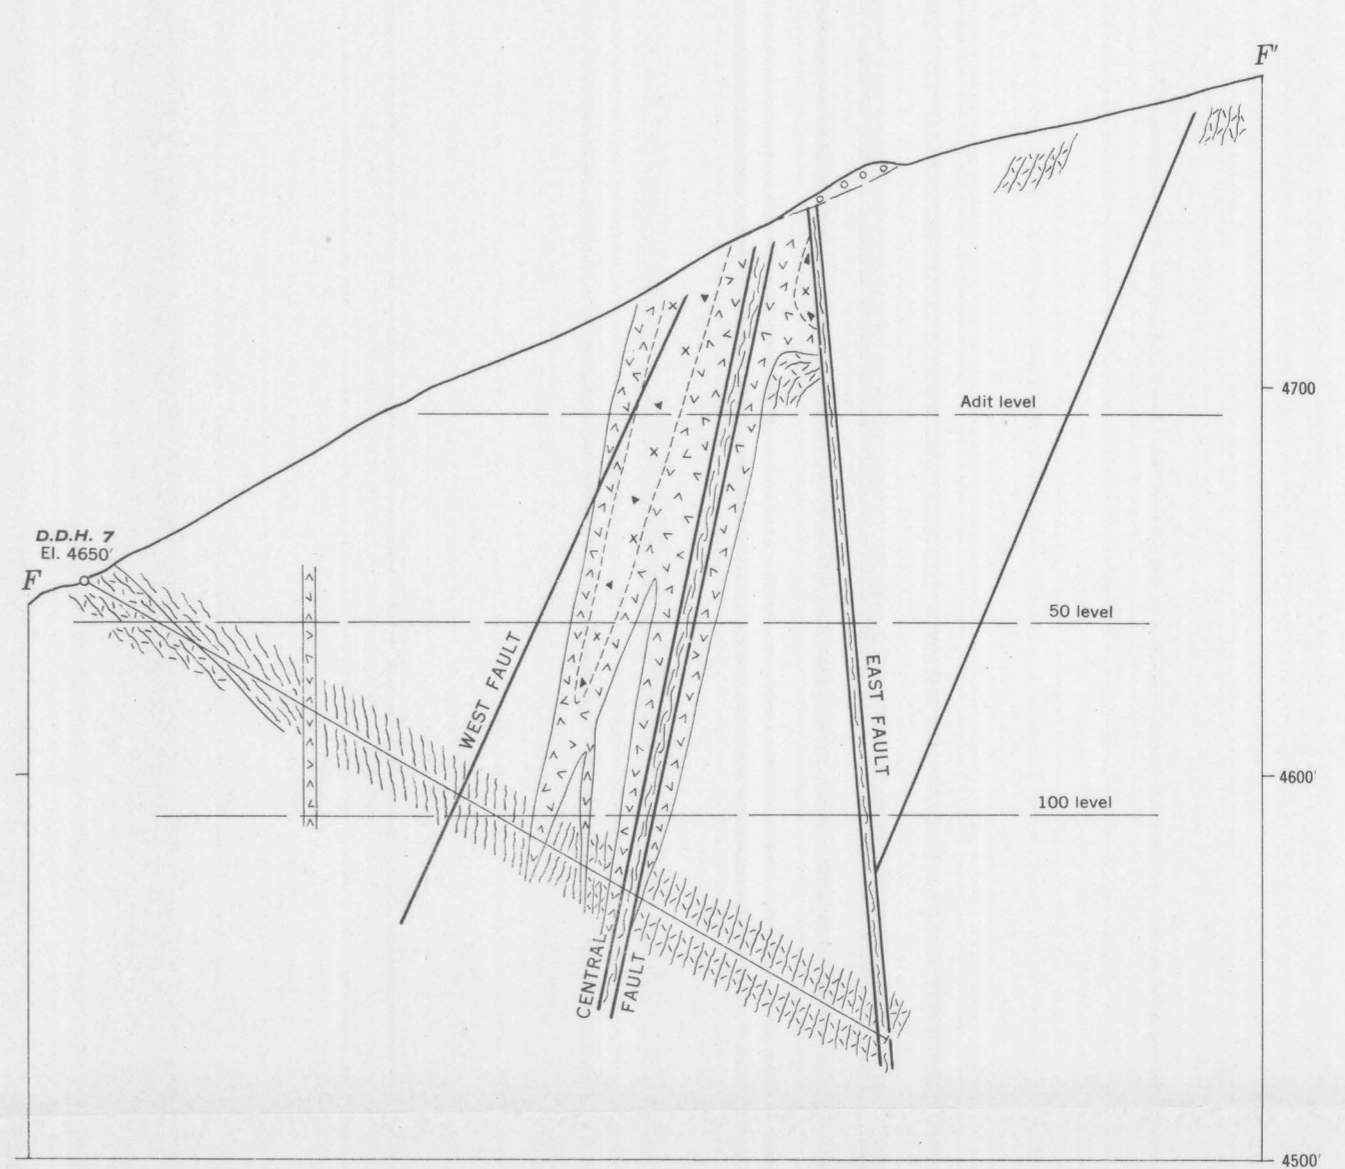 F'
4700
Adit level
D.D.H. 7
El. 4650'
F
50 level
WEST FAULT
EAST FAULT
4600'
100 level
CENTRAL
FAULT
4500'